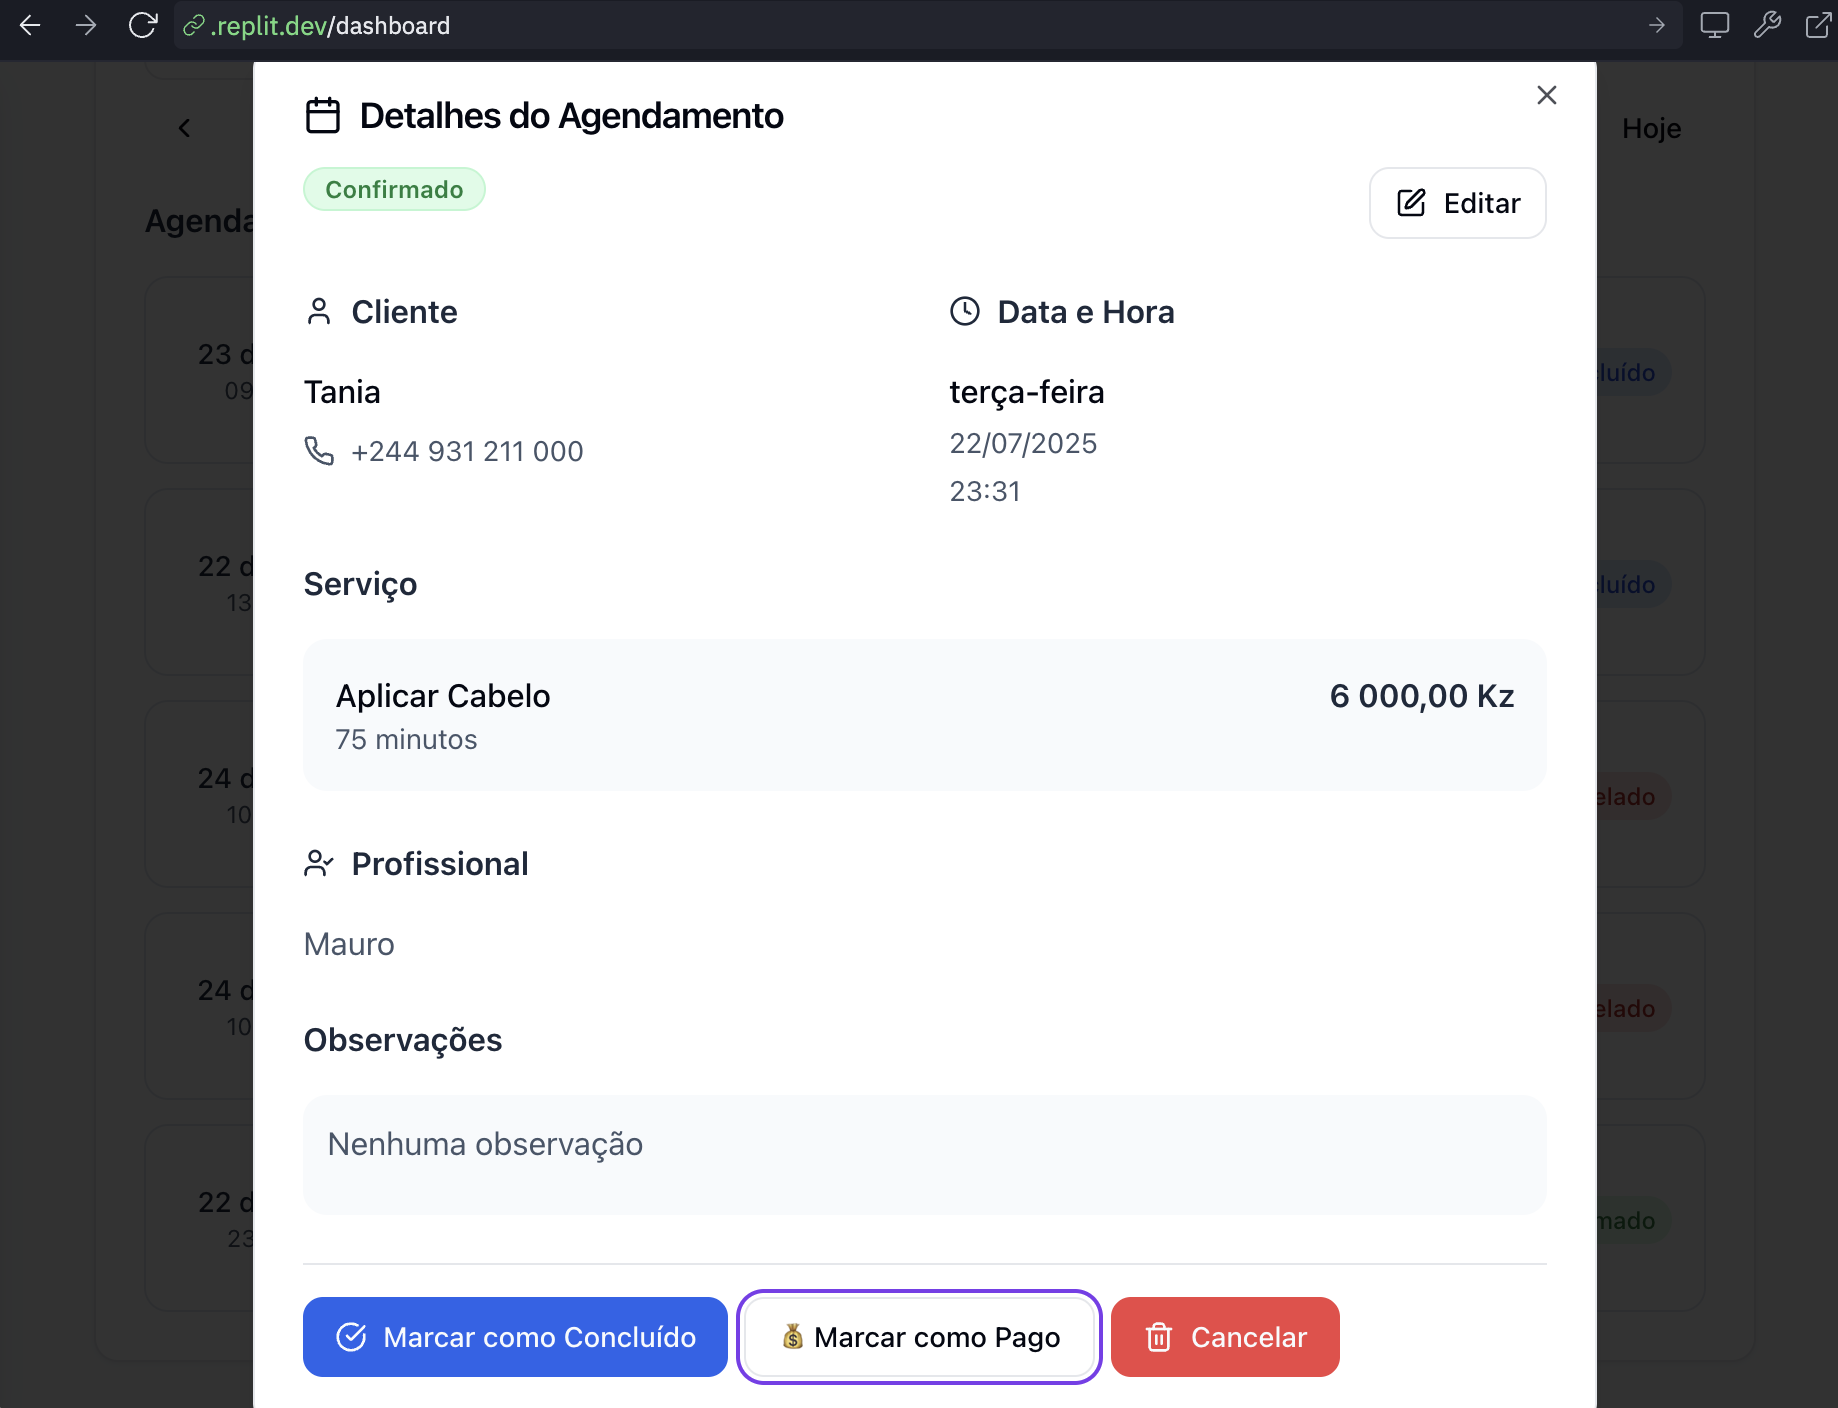 .replit.dev/dashboard
Detalhes do Agendamento
Hoje
Confirmado
Editar
Agenda
Cliente
Data e Hora
23 d
09
luído
Tania
terça-feira
+244 931 211 000
22/07/2025
23:31
22 d
13
luído
Serviço
Aplicar Cabelo
6 000,00 Kz
75 minutos
24 d
10
elado
Profissional
Mauro
24 d
10
elado
Observações
Nenhuma observação
22 d
23
mado
Marcar como Concluído
Marcar como Pago
Cancelar